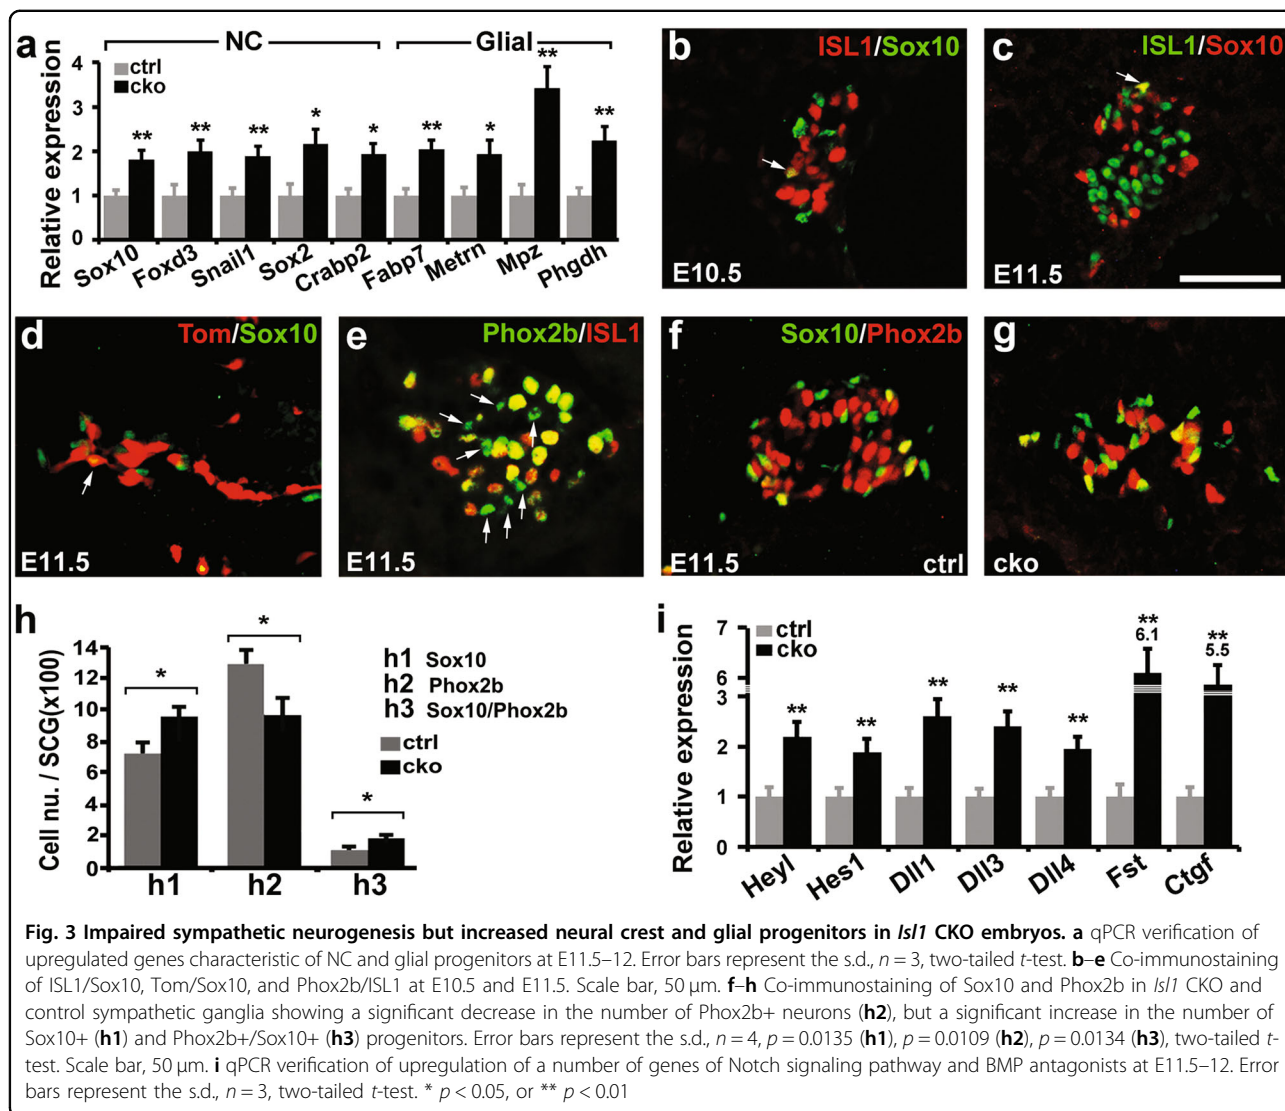 a
NC
Glial
ctrl
cko
Relative expression
4
3
2
1
0
**
**
**
*
*
**
*
**
**
Sox10
Foxd3
Snail1
Sox2
Crabp2
Fabp7
Metrn
Mpz
Phgdh
b
ISL1/Sox10
E10.5
c
ISL1/Sox10
E11.5
d
Tom/Sox10
E11.5
e
Phox2b/ISL1
E11.5
f
Sox10/Phox2b
E11.5
ctrl
g
cko
h
Cell nu. / SCG(x100)
14
12
10
8
6
4
2
0
*
*
*
h1 Sox10
h2 Phox2b
h3 Sox10/Phox2b
ctrl
cko
h1
h2
h3
i
ctrl
cko
Relative expression
7
6
3
2
1
0
**
**
**
**
**
**
6.1
**
5.5
Heyl
Hes1
Dll1
Dll3
Dll4
Fst
Ctgf
Fig. 3 Impaired sympathetic neurogenesis but increased neural crest and glial progenitors in Isl1 CKO embryos. a qPCR verification of
upregulated genes characteristic of NC and glial progenitors at E11.5–12. Error bars represent the s.d., n = 3, two-tailed t-test. b–e Co-immunostaining
of ISL1/Sox10, Tom/Sox10, and Phox2b/ISL1 at E10.5 and E11.5. Scale bar, 50 μm. f–h Co-immunostaining of Sox10 and Phox2b in Isl1 CKO and
control sympathetic ganglia showing a significant decrease in the number of Phox2b+ neurons (h2), but a significant increase in the number of
Sox10+ (h1) and Phox2b+/Sox10+ (h3) progenitors. Error bars represent the s.d., n = 4, p = 0.0135 (h1), p = 0.0109 (h2), p = 0.0134 (h3), two-tailed t-
test. Scale bar, 50 μm. i qPCR verification of upregulation of a number of genes of Notch signaling pathway and BMP antagonists at E11.5–12. Error
bars represent the s.d., n = 3, two-tailed t-test. * p < 0.05, or ** p < 0.01